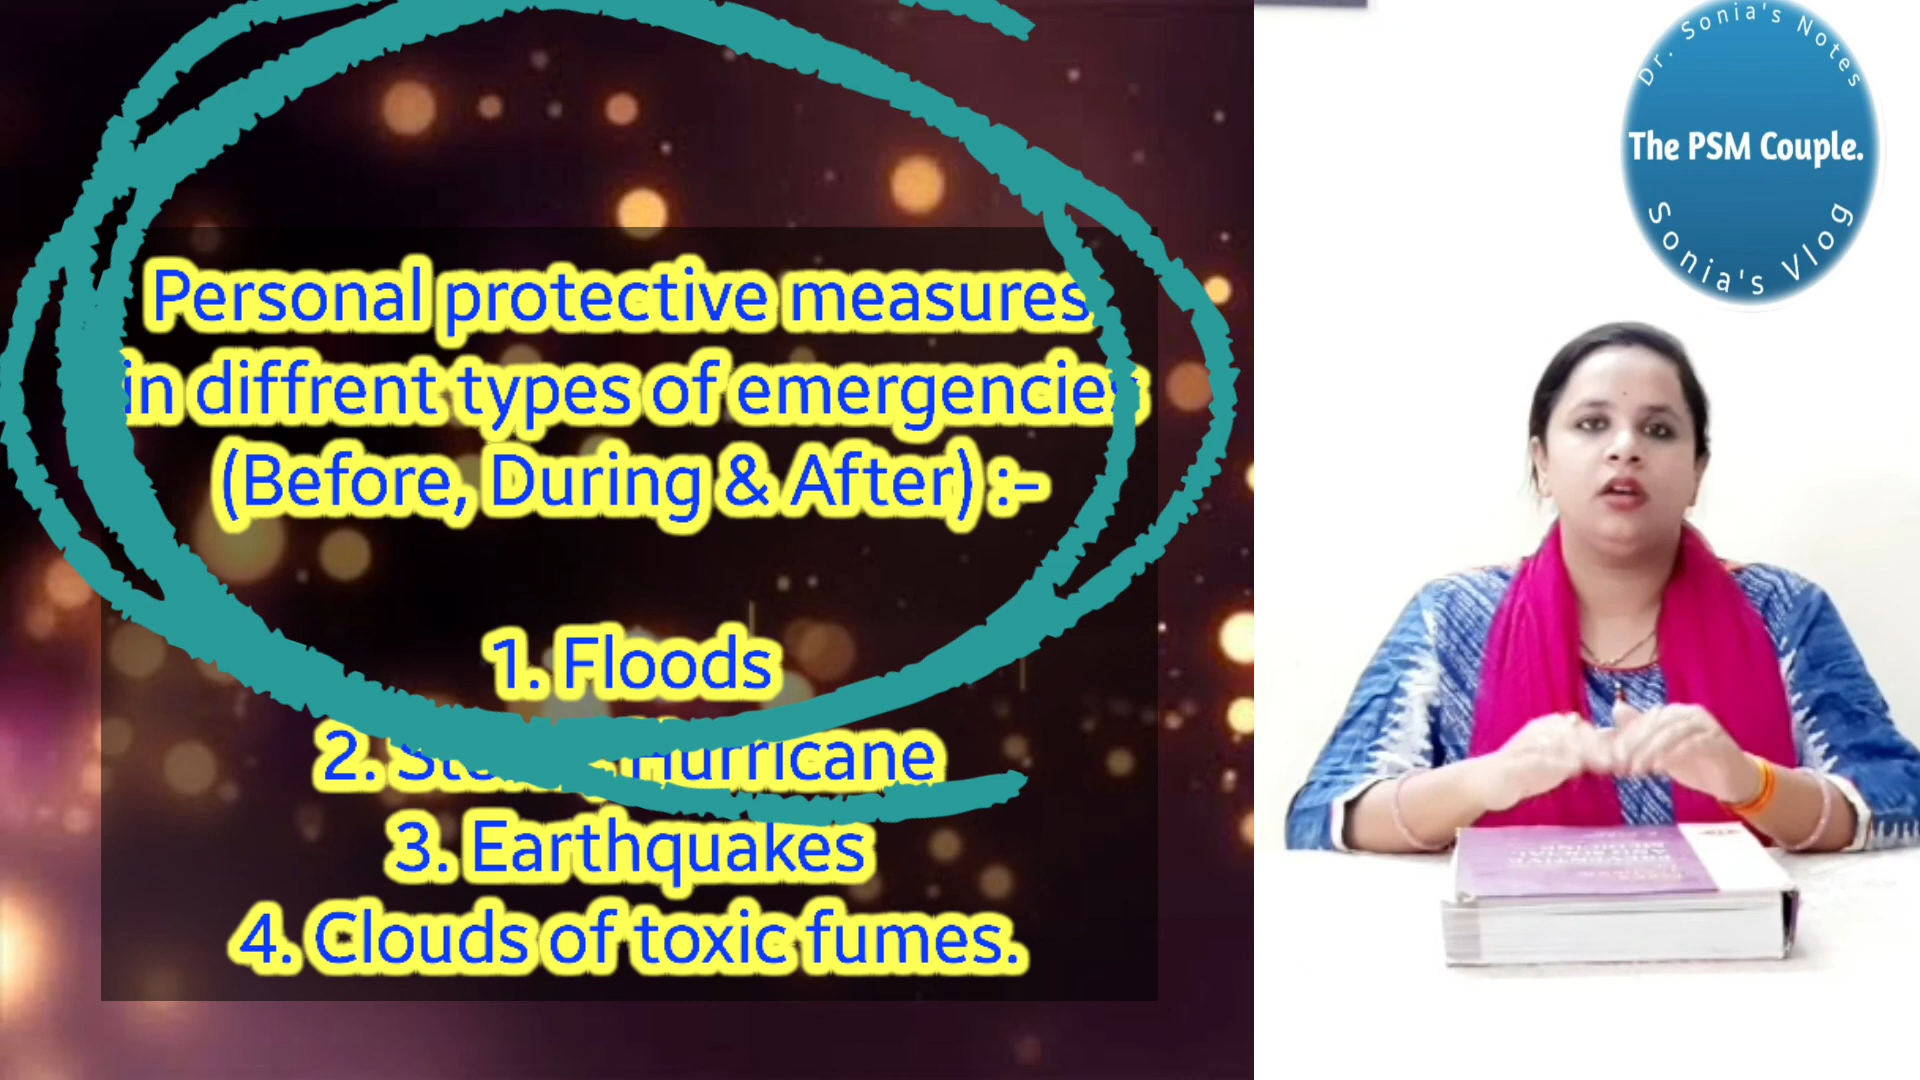 Personal protective measures
in diffrent types of emergencies
(Before, During & After) :-
1. Floods
2. Hurricane
3. Earthquakes
4. Clouds of toxic fumes.
Dr. Sonia's Notes
The PSM Couple.
Sonia's Vlog